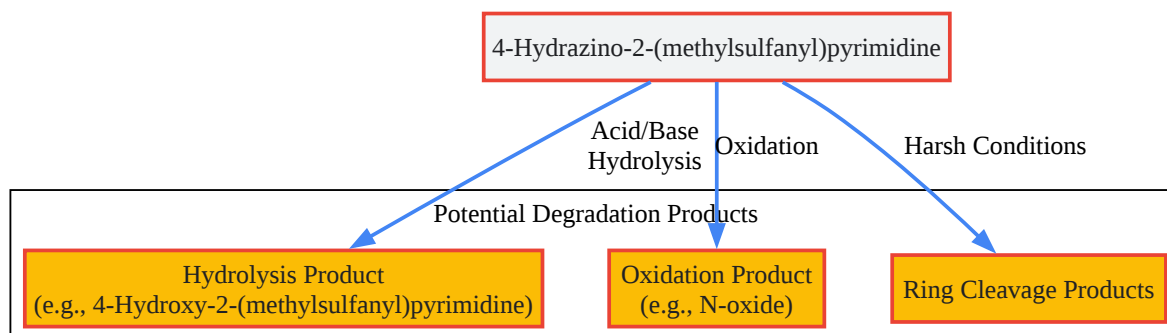 4-Hydrazino-2-(methylsulfanyl)pyrimidine
Acid/Base
Hydrolysis
Oxidation
Harsh Conditions
Potential Degradation Products
Hydrolysis Product
(e.g., 4-Hydroxy-2-(methylsulfanyl)pyrimidine)
Oxidation Product
(e.g., N-oxide)
Ring Cleavage Products